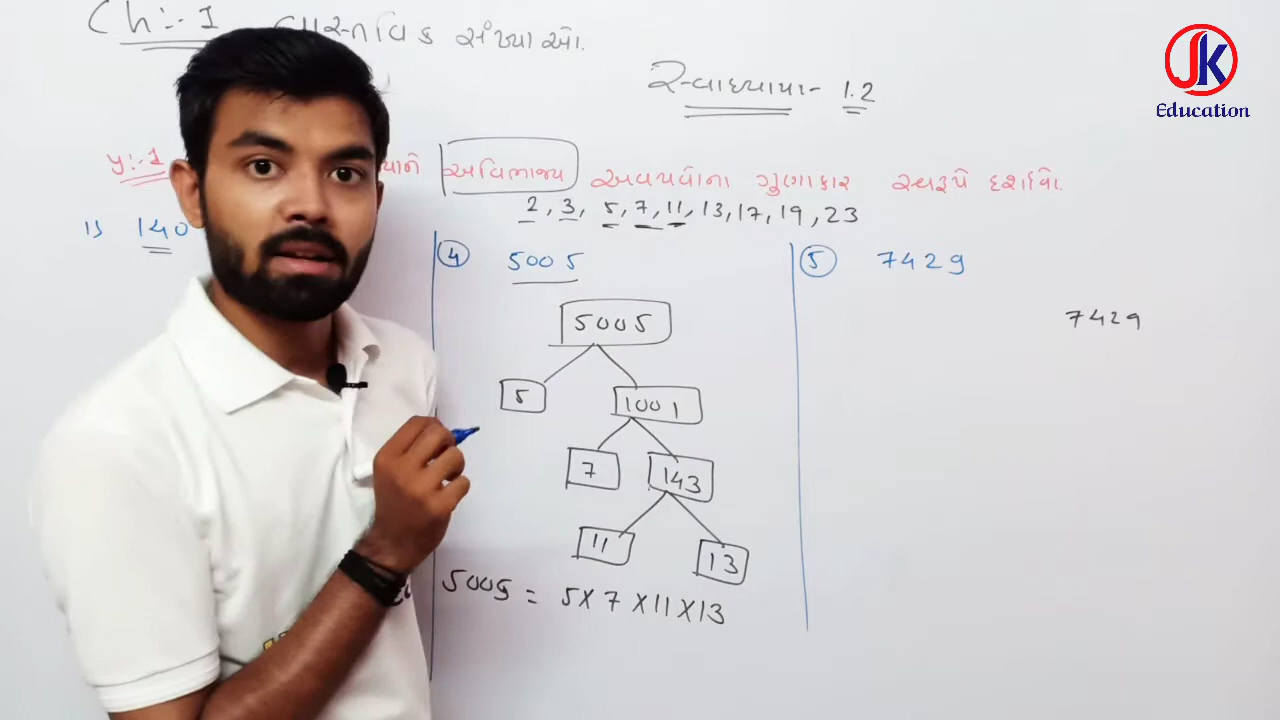 Ch:- 1 વાસ્તવિક સંખ્યાઓ.
JK
Education
સ્વાધ્યાય:- 1.2
પ્ર:-1 અવિભાજ્ય અવયવોના ગુણાકાર સ્વરૂપે દર્શાવો.
2, 3, 5, 7, 11, 13, 17, 19, 23
1) 140
④ 5005
⑤ 7429
5005
7429
5
1001
7
143
11
13
5005 = 5 X 7 X 11 X 13